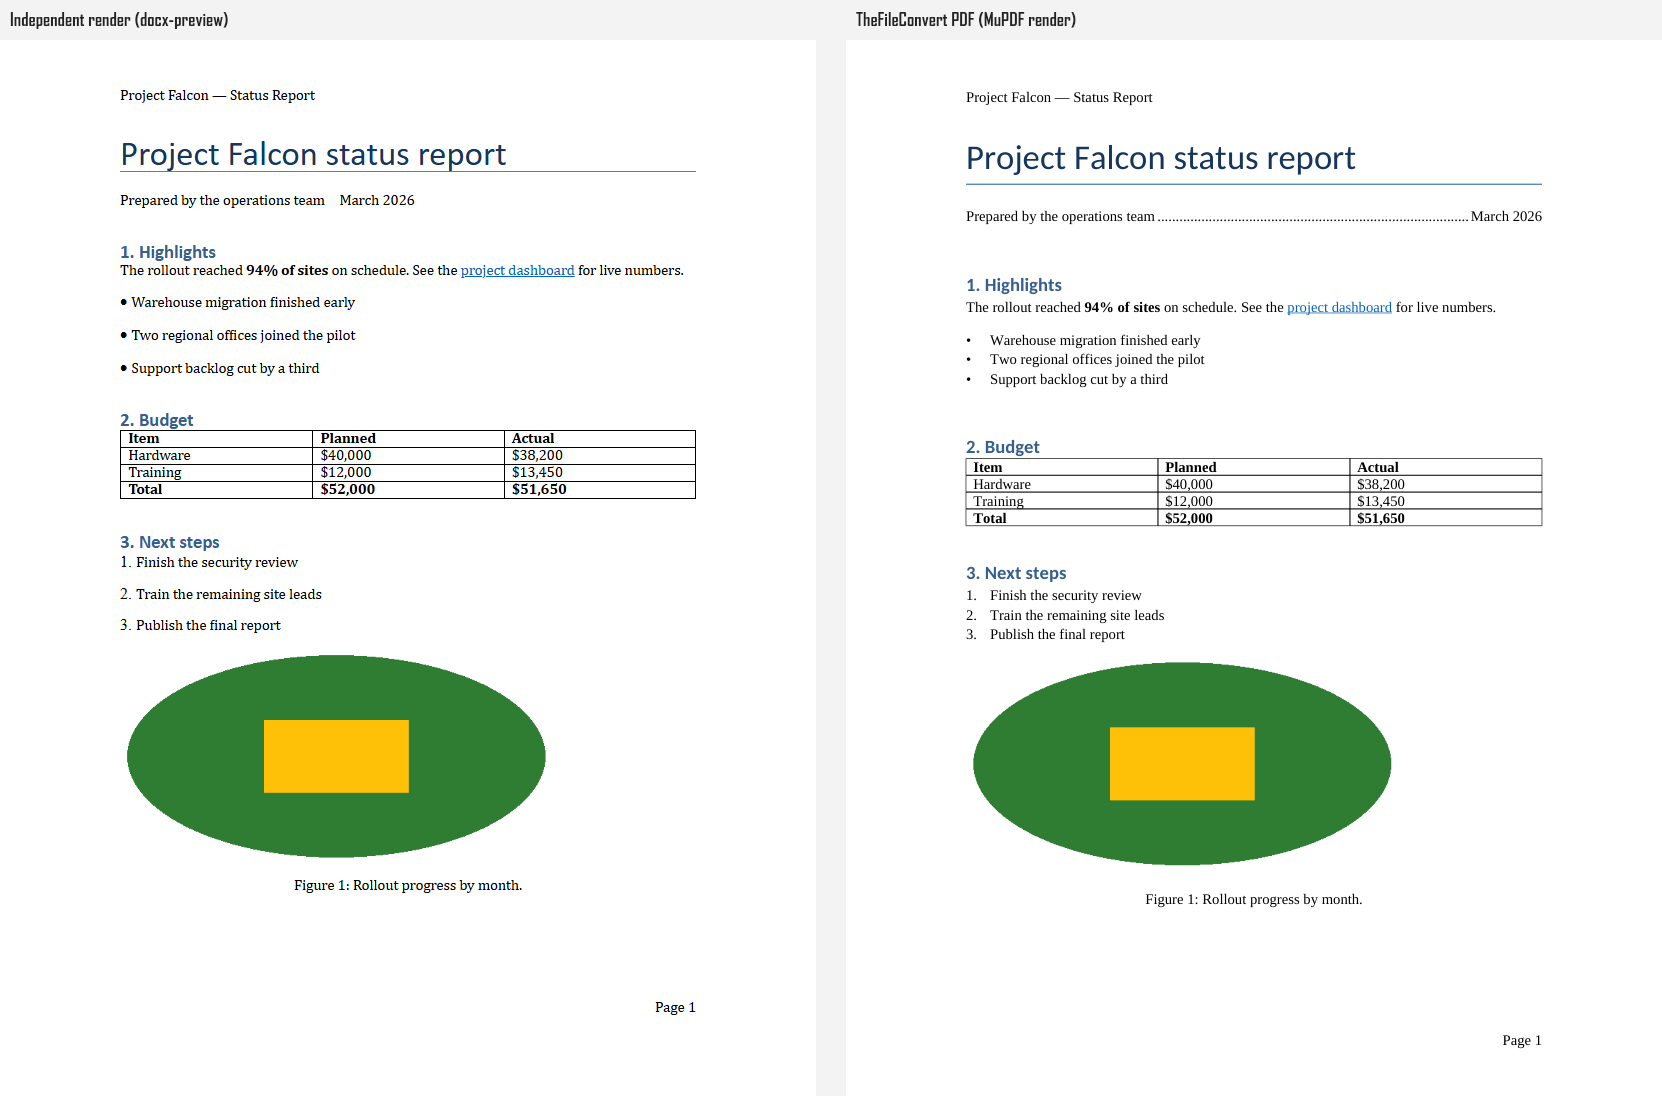 Independent render (docx-preview)
Project Falcon — Status Report
Project Falcon status report
Prepared by the operations team March 2026
1. Highlights
The rollout reached 94% of sites on schedule. See the project dashboard for live numbers.
• Warehouse migration finished early
• Two regional offices joined the pilot
• Support backlog cut by a third
2. Budget
Item Planned Actual
Hardware $40,000 $38,200
Training $12,000 $13,450
Total $52,000 $51,650
3. Next steps
1. Finish the security review
2. Train the remaining site leads
3. Publish the final report
Figure 1: Rollout progress by month.
Page 1
TheFileConvert PDF (MuPDF render)
Project Falcon — Status Report
Project Falcon status report
Prepared by the operations team ..................................................................................... March 2026
1. Highlights
The rollout reached 94% of sites on schedule. See the project dashboard for live numbers.
• Warehouse migration finished early
• Two regional offices joined the pilot
• Support backlog cut by a third
2. Budget
Item Planned Actual
Hardware $40,000 $38,200
Training $12,000 $13,450
Total $52,000 $51,650
3. Next steps
1. Finish the security review
2. Train the remaining site leads
3. Publish the final report
Figure 1: Rollout progress by month.
Page 1